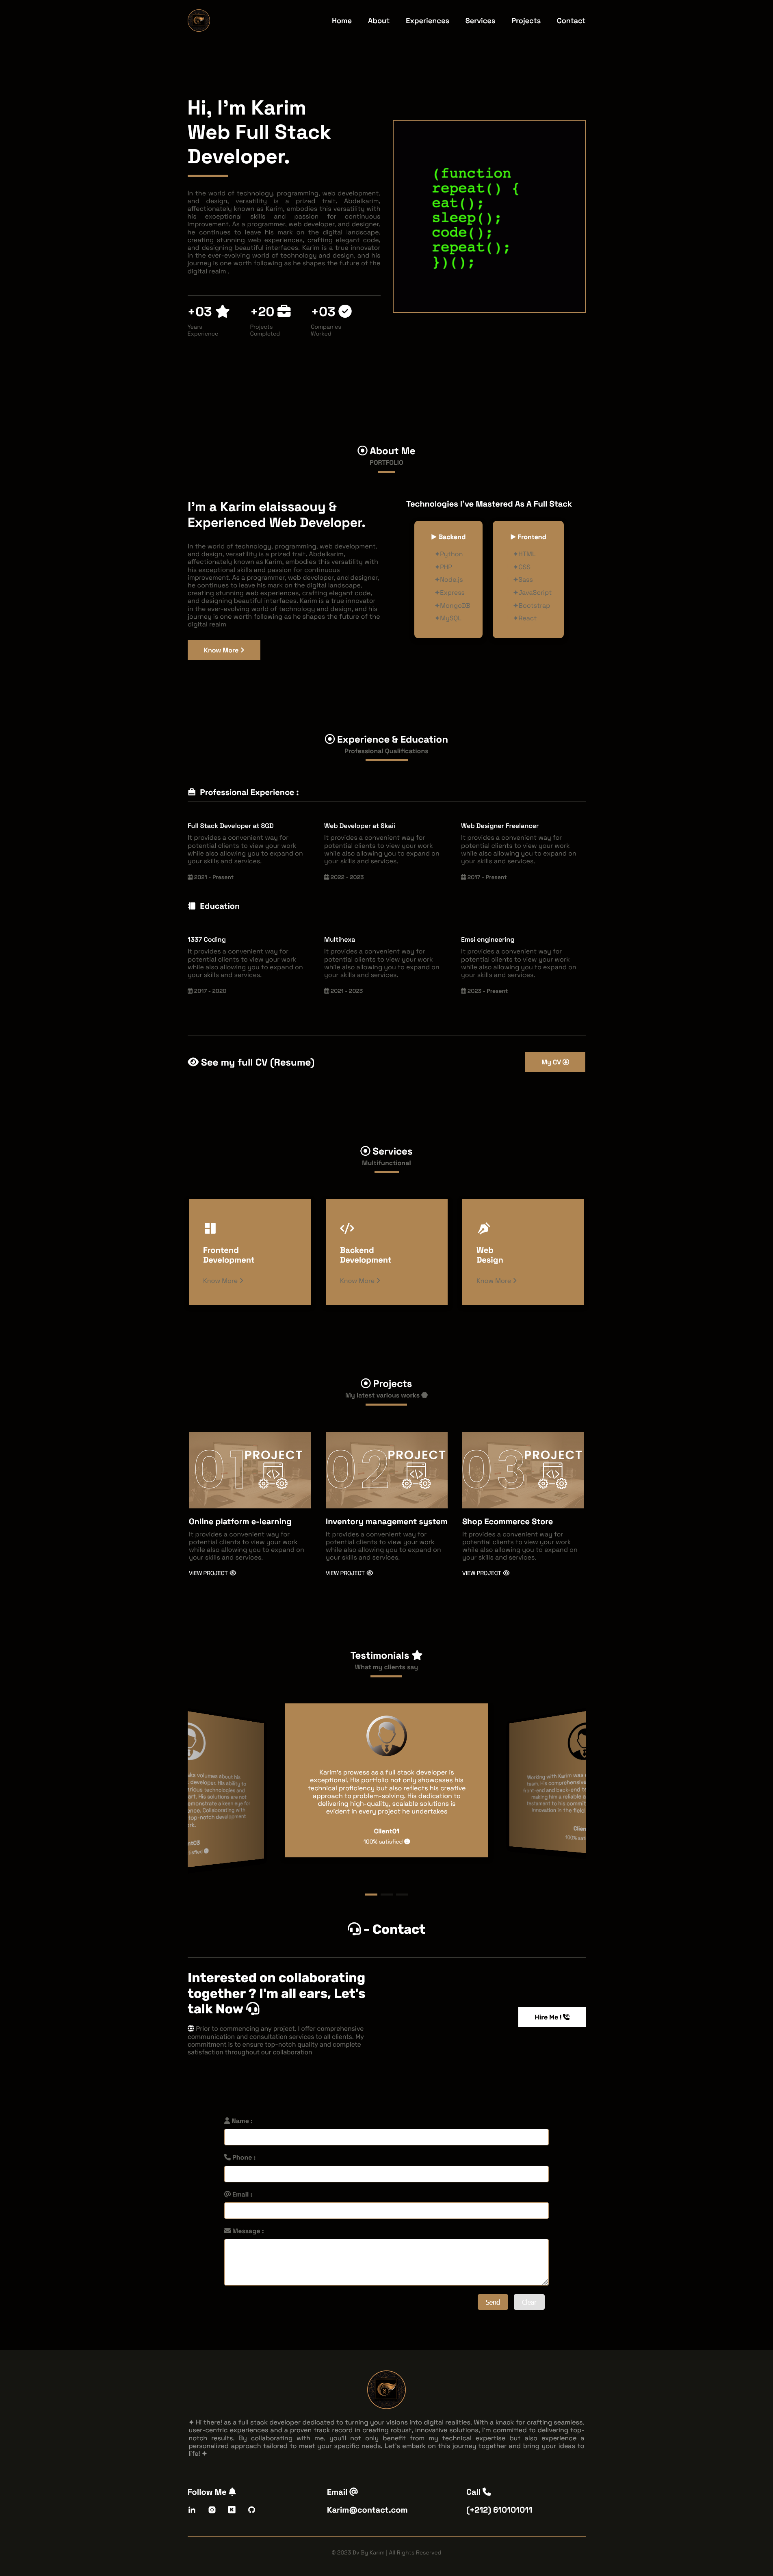 Home About Experiences Services Projects Contact
Hi, I'm Karim
Web Full Stack
Developer.
In the world of technology, programming, web development,
and design, versatility is a prized trait. Abdelkarim,
affectionately known as Karim, embodies this versatility with
his exceptional skills and passion for continuous
improvement. As a programmer, web developer, and designer,
he continues to leave his mark on the digital landscape,
creating stunning web experiences, crafting elegant code,
and designing beautiful interfaces. Karim is a true innovator
in the ever-evolving world of technology and design, and his
journey is one worth following as he shapes the future of the
digital realm .
+03
Years
Experience
+20
Projects
Completed
+03
Companies
Worked
(function
repeat() {
eat();
sleep();
code();
repeat();
})();
About Me
PORTFOLIO
I'm a Karim elaissaouy &
Experienced Web Developer.
In the world of technology, programming, web development,
and design, versatility is a prized trait. Abdelkarim,
affectionately known as Karim, embodies this versatility with
his exceptional skills and passion for continuous
improvement. As a programmer, web developer, and designer,
he continues to leave his mark on the digital landscape,
creating stunning web experiences, crafting elegant code,
and designing beautiful interfaces. Karim is a true innovator
in the ever-evolving world of technology and design, and his
journey is one worth following as he shapes the future of the
digital realm
Know More
Technologies I've Mastered As A Full Stack
Backend
✦Python
✦PHP
✦Node.js
✦Express
✦MongoDB
✦MySQL
Frontend
✦HTML
✦CSS
✦Sass
✦JavaScript
✦Bootstrap
✦React
Experience & Education
Professional Qualifications
Professional Experience :
Full Stack Developer at SGD
It provides a convenient way for
potential clients to view your work
while also allowing you to expand on
your skills and services.
2021 - Present
Web Developer at Skaii
It provides a convenient way for
potential clients to view your work
while also allowing you to expand on
your skills and services.
2022 - 2023
Web Designer Freelancer
It provides a convenient way for
potential clients to view your work
while also allowing you to expand on
your skills and services.
2017 - Present
Education
1337 Coding
It provides a convenient way for
potential clients to view your work
while also allowing you to expand on
your skills and services.
2017 - 2020
Multihexa
It provides a convenient way for
potential clients to view your work
while also allowing you to expand on
your skills and services.
2021 - 2023
Emsi engineering
It provides a convenient way for
potential clients to view your work
while also allowing you to expand on
your skills and services.
2023 - Present
See my full CV (Resume)
My CV
Services
Multifunctional
Frontend
Development
Know More
Backend
Development
Know More
Web
Design
Know More
Projects
My latest various works
01 PROJECT
Online platform e-learning
It provides a convenient way for
potential clients to view your work
while also allowing you to expand on
your skills and services.
VIEW PROJECT
02 PROJECT
Inventory management system
It provides a convenient way for
potential clients to view your work
while also allowing you to expand on
your skills and services.
VIEW PROJECT
03 PROJECT
Shop Ecommerce Store
It provides a convenient way for
potential clients to view your work
while also allowing you to expand on
your skills and services.
VIEW PROJECT
Testimonials
What my clients say
Karim's prowess as a full stack developer is
exceptional. His portfolio not only showcases his
technical proficiency but also reflects his creative
approach to problem-solving. His dedication to
delivering high-quality, scalable solutions is
evident in every project he undertakes
Client01
100% satisfied
- Contact
Interested on collaborating
together ? I'm all ears, Let's
talk Now
Prior to commencing any project, I offer comprehensive
communication and consultation services to all clients. My
commitment is to ensure top-notch quality and complete
satisfaction throughout our collaboration
Hire Me !
Name :
Phone :
Email :
Message :
Send Clear
✦ Hi there! as a full stack developer dedicated to turning your visions into digital realities. With a knack for crafting seamless,
user-centric experiences and a proven track record in creating robust, innovative solutions, I'm committed to delivering top-
notch results. By collaborating with me, you'll not only benefit from my technical expertise but also experience a
personalized approach tailored to meet your specific needs. Let's embark on this journey together and bring your ideas to
life! ✦
Follow Me
Email
Karim@contact.com
Call
(+212) 610101011
© 2023 Dv By Karim | All Rights Reserved